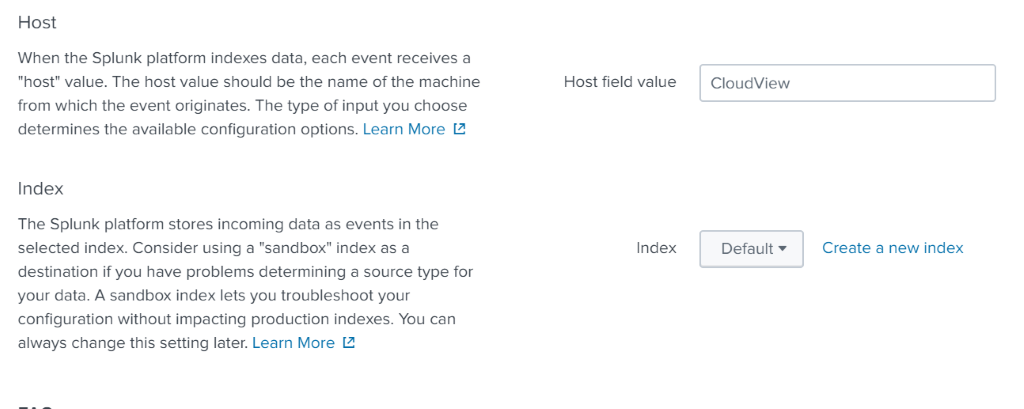 Host
When the Splunk platform indexes data, each event receives a
"host" value. The host value should be the name of the machine
from which the event originates. The type of input you choose
determines the available configuration options. Learn More
Host field value
CloudView
Index
The Splunk platform stores incoming data as events in the
selected index. Consider using a "sandbox" index as a
destination if you have problems determining a source type for
your data. A sandbox index lets you troubleshoot your
configuration without impacting production indexes. You can
always change this setting later. Learn More
Index
Default
Create a new index